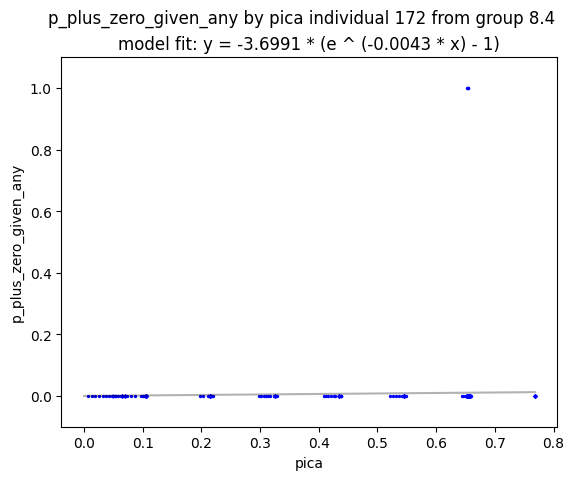 p_plus_zero_given_any by pica individual 172 from group 8.4
model fit: y = -3.6991 * (e ^ (-0.0043 * x) - 1)
1.0
0.8
0.6
0.4
0.2
0.0
p_plus_zero_given_any
0.0 0.1 0.2 0.3 0.4 0.5 0.6 0.7 0.8
pica